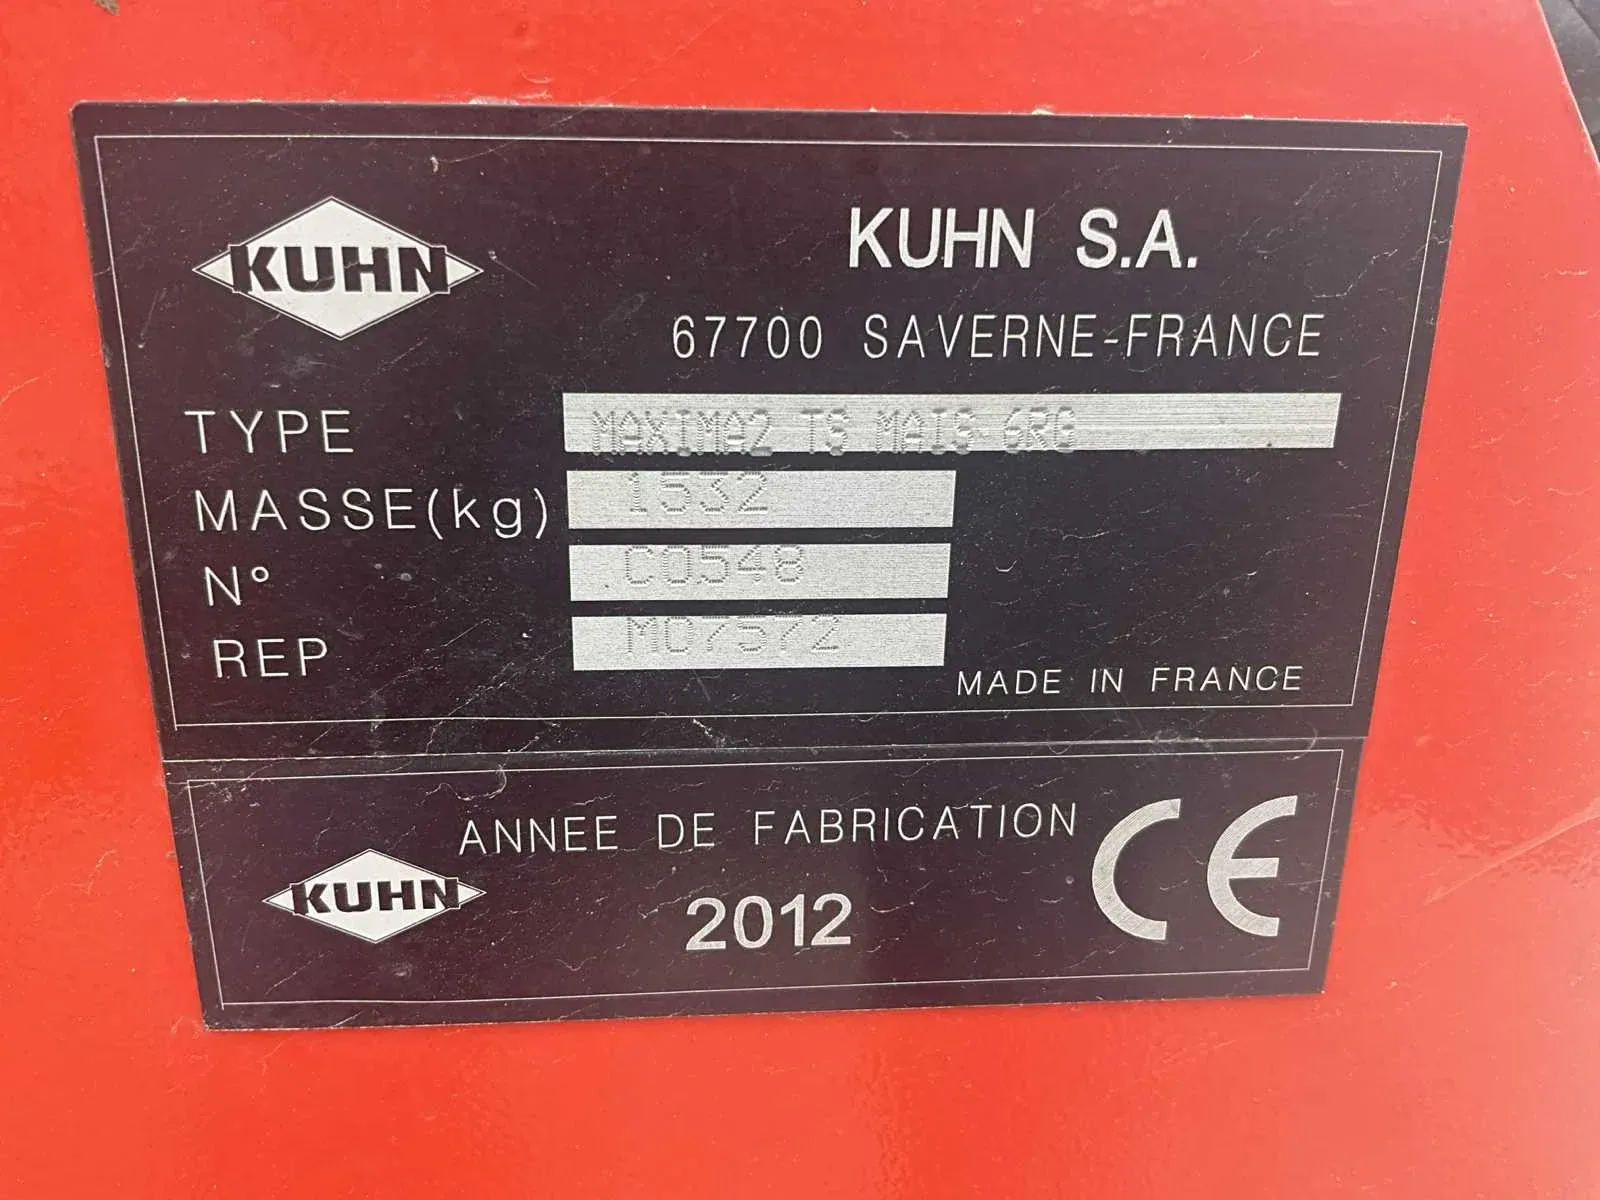 KUHN
KUHN S.A.
67700 SAVERNE-FRANCE
TYPE MAXIMA2 TS MAIS 6RG
MASSE(kg) 1532
N° C0548
REP M07572
MADE IN FRANCE
KUHN
ANNEE DE FABRICATION
2012
CE